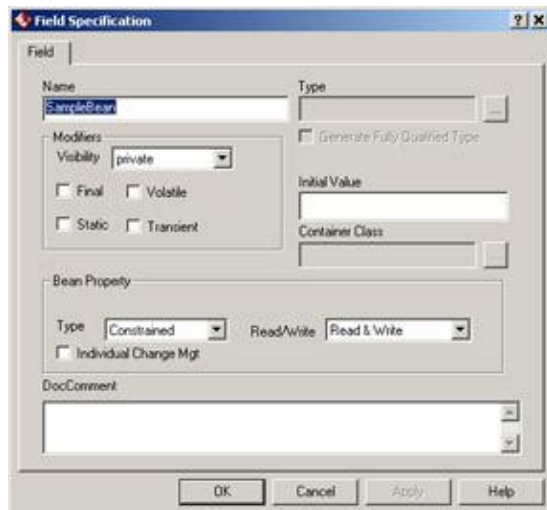 Field Specification
Field
Name
Type
SampleBean
...
Modifiers
Generate Fully Qualified Type
Visibility private
Final Volatile
Initial Value
Static Transient
Container Class
...
Bean Property
Type Constrained Read/Write Read & Write
Individual Change Mgt
DocComment
OK Cancel Apply Help